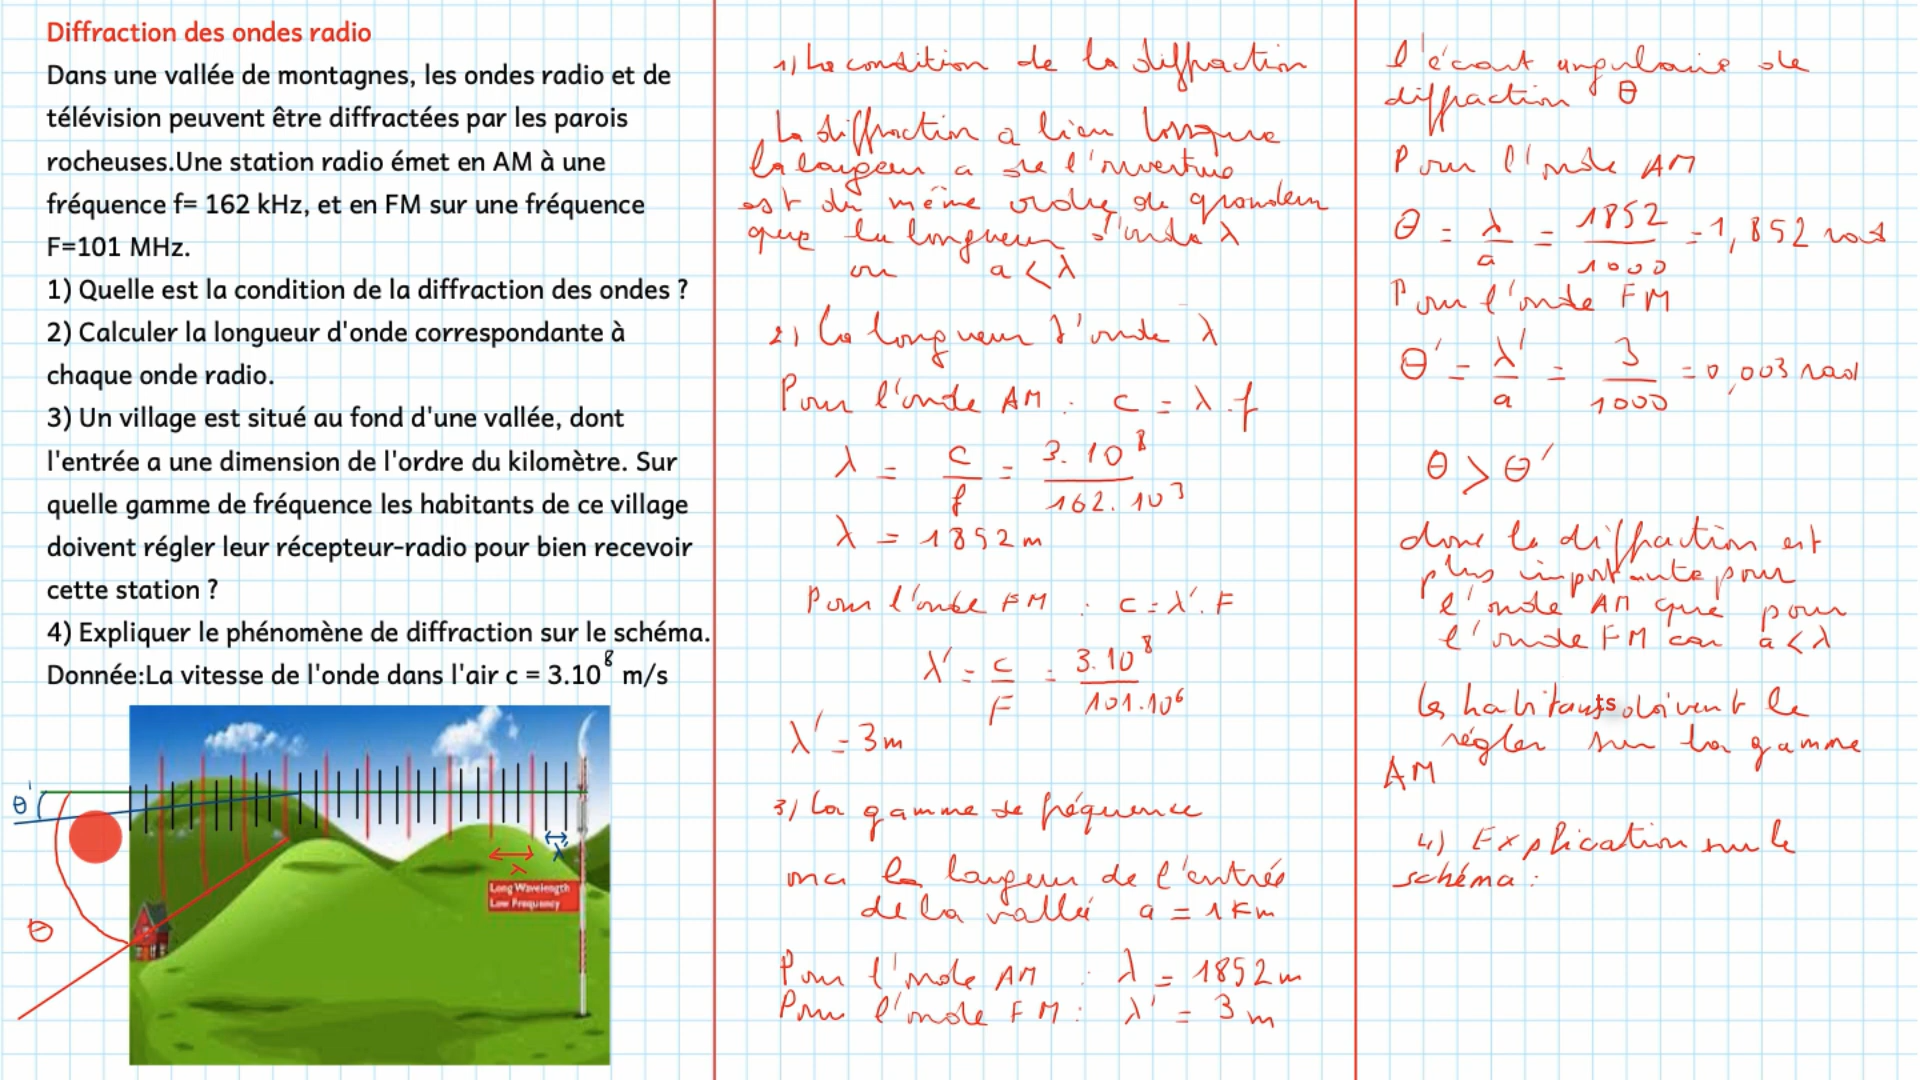 Diffraction des ondes radio
Dans une vallée de montagnes, les ondes radio et de
télévision peuvent être diffractées par les parois
rocheuses.Une station radio émet en AM à une
fréquence f= 162 kHz, et en FM sur une fréquence
F=101 MHz.
1) Quelle est la condition de la diffraction des ondes ?
2) Calculer la longueur d'onde correspondante à
chaque onde radio.
3) Un village est situé au fond d'une vallée, dont
l'entrée a une dimension de l'ordre du kilomètre. Sur
quelle gamme de fréquence les habitants de ce village
doivent régler leur récepteur-radio pour bien recevoir
cette station ?
4) Expliquer le phénomène de diffraction sur le schéma.
Donnée:La vitesse de l'onde dans l'air c = 3.10⁸ m/s
θ'
θ
λ
λ'
Long Wavelength
Low Frequency
1) La condition de la diffraction
La diffraction a lieu lorsque
la largeur a de l'ouverture
est du même ordre de grandeur
que la longueur d'onde λ
ou a < λ
2) La longueur d'onde λ
Pour l'onde AM : c = λ.f
λ = c/f = 3.10⁸/162.10³
λ = 1852 m
Pour l'onde FM : c = λ'.F
λ' = c/F = 3.10⁸/101.10⁶
λ' = 3 m
3) La gamme de fréquence
on a la largeur de l'entrée
de la vallée a = 1 Km
Pour l'onde AM : λ = 1852 m
Pour l'onde FM : λ' = 3 m
l'écart angulaire de
diffraction θ
Pour l'onde AM
θ = λ/a = 1852/1000 = 1,852 rad
Pour l'onde FM
θ' = λ'/a = 3/1000 = 0,003 rad
θ > θ'
donc la diffraction est
plus importante pour
l'onde AM que pour
l'onde FM car a < λ
les habitants doivent le
régler sur la gamme
AM
4) Explication sur le
schéma :